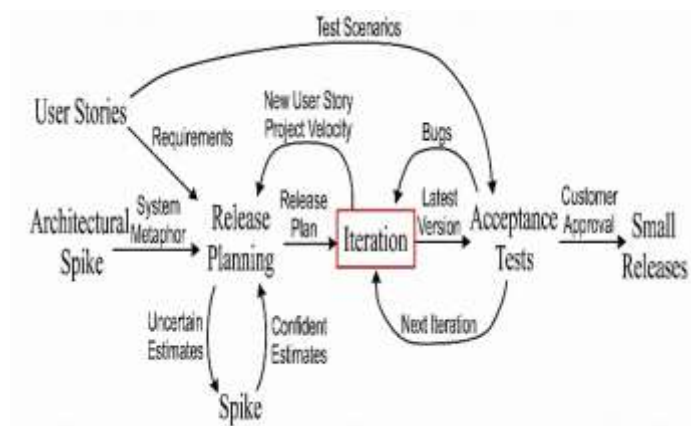 Test Scenarios
User Stories
New User Story
Project Velocity
Bugs
Requirements
Architectural
Spike
System
Metaphor
Release
Planning
Release
Plan
Iteration
Latest
Version
Acceptance
Tests
Customer
Approval
Small
Releases
Uncertain
Estimates
Confident
Estimates
Next Iteration
Spike